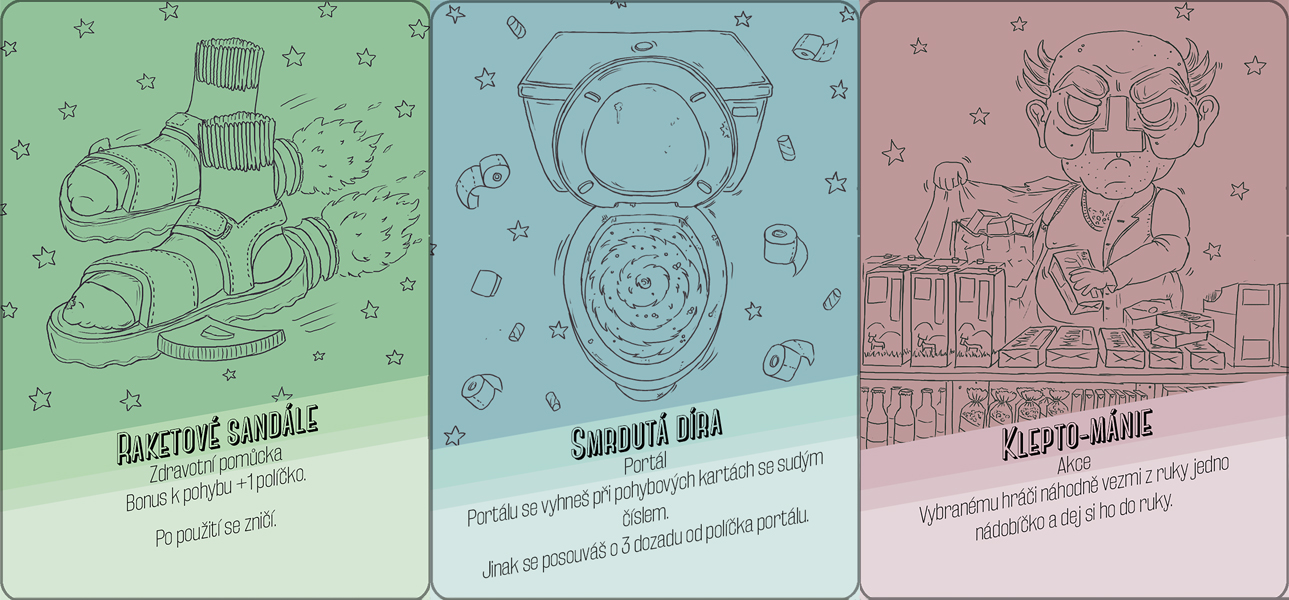 RAKETOVÉ SANDÁLE
Zdravotní pomůcka
Bonus k pohybu +1 políčko.
Po použití se zničí.
SMRDUTÁ DÍRA
Portál
Portálu se vyhneš při pohybových kartách se sudým
číslem.
Jinak se posouváš o 3 dozadu od políčka portálu.
KLEPTO-MÁNIE
Akce
Vybranému hráči náhodně vezmi z ruky jedno
nádobíčko a dej si ho do ruky.